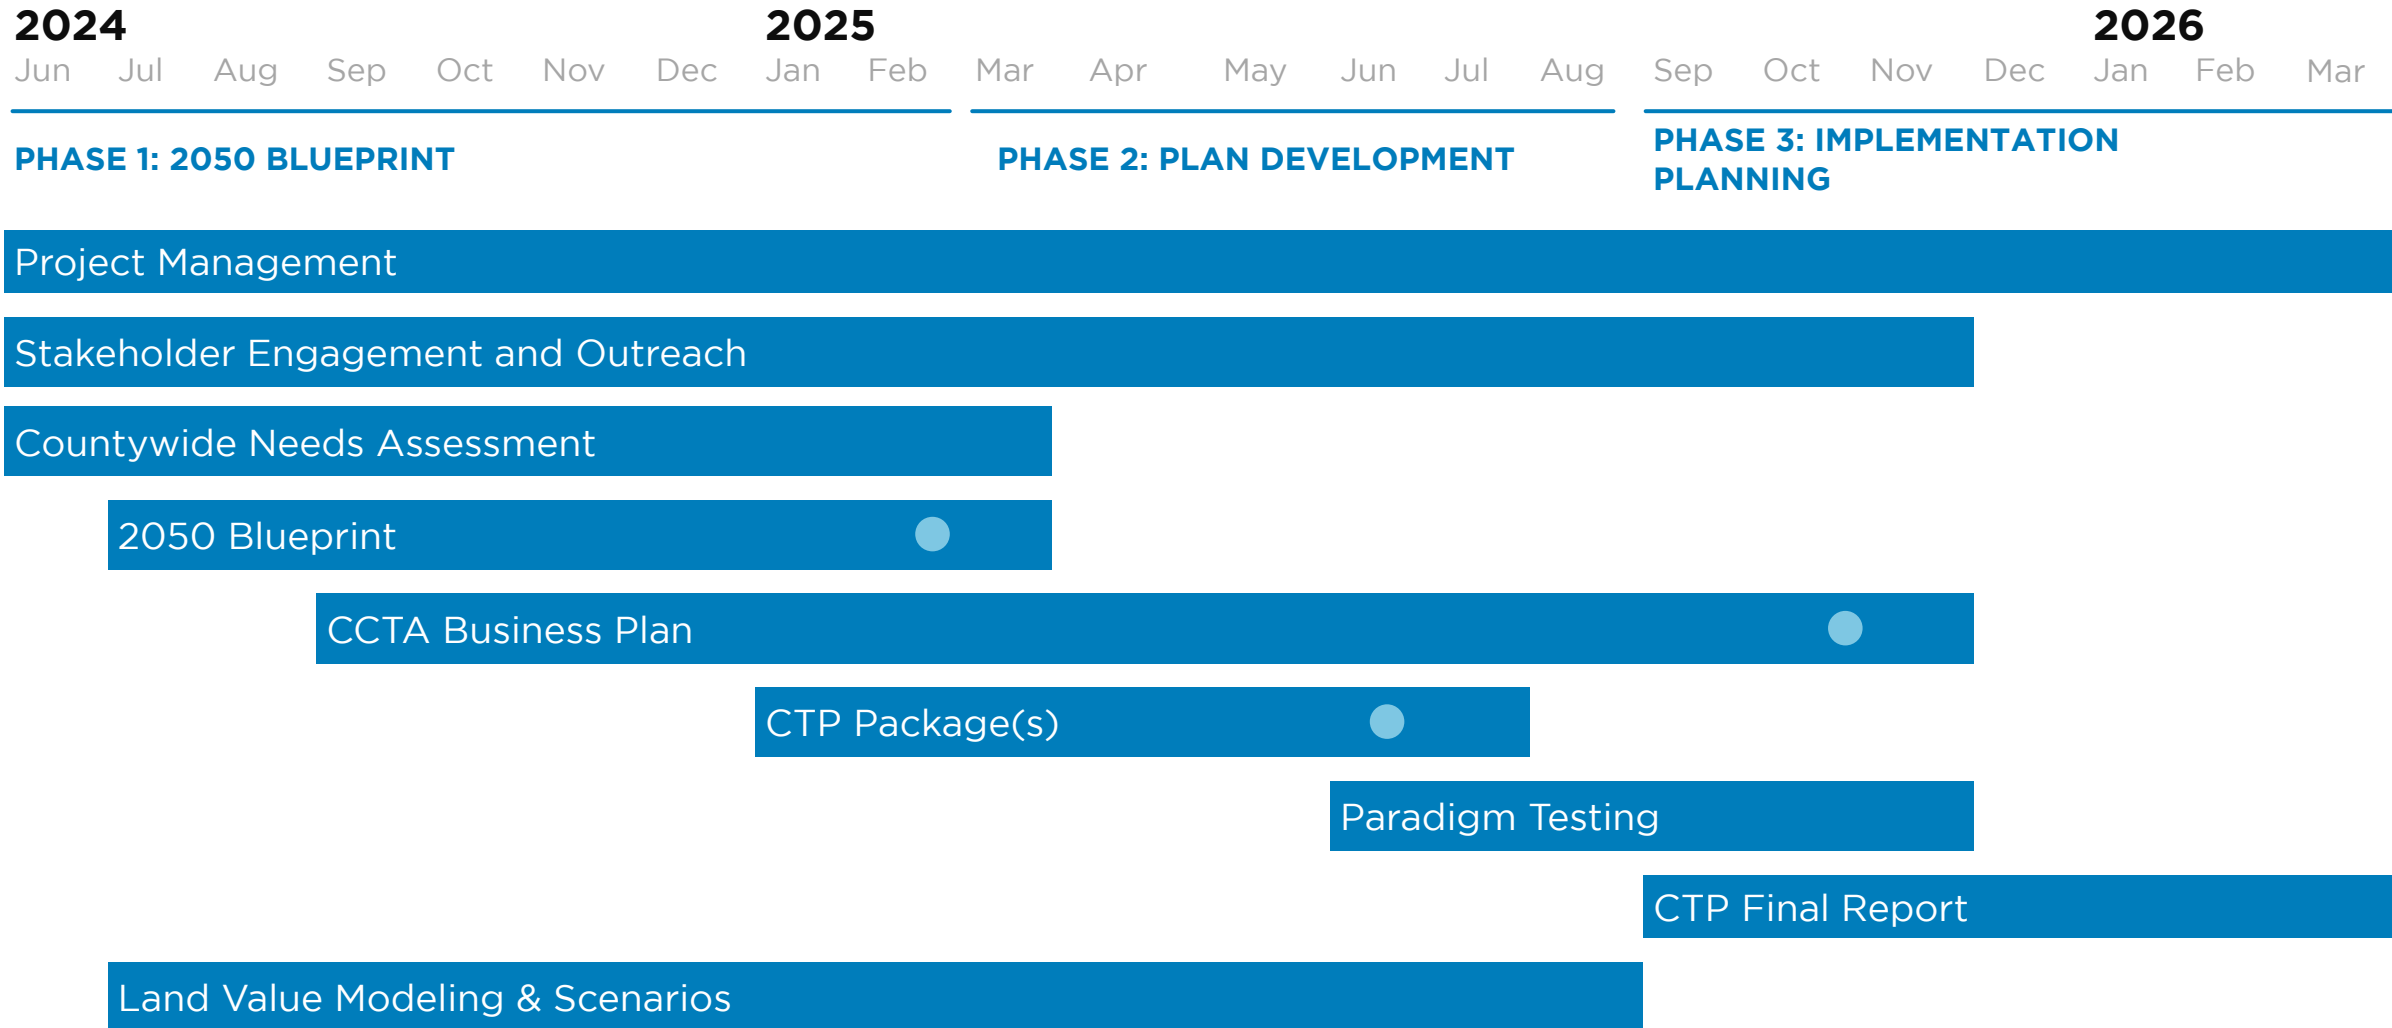 2024 2025 2026
Jun Jul Aug Sep Oct Nov Dec Jan Feb Mar Apr May Jun Jul Aug Sep Oct Nov Dec Jan Feb Mar
PHASE 1: 2050 BLUEPRINT
PHASE 2: PLAN DEVELOPMENT
PHASE 3: IMPLEMENTATION
PLANNING
Project Management
Stakeholder Engagement and Outreach
Countywide Needs Assessment
2050 Blueprint
CCTA Business Plan
CTP Package(s)
Paradigm Testing
CTP Final Report
Land Value Modeling & Scenarios